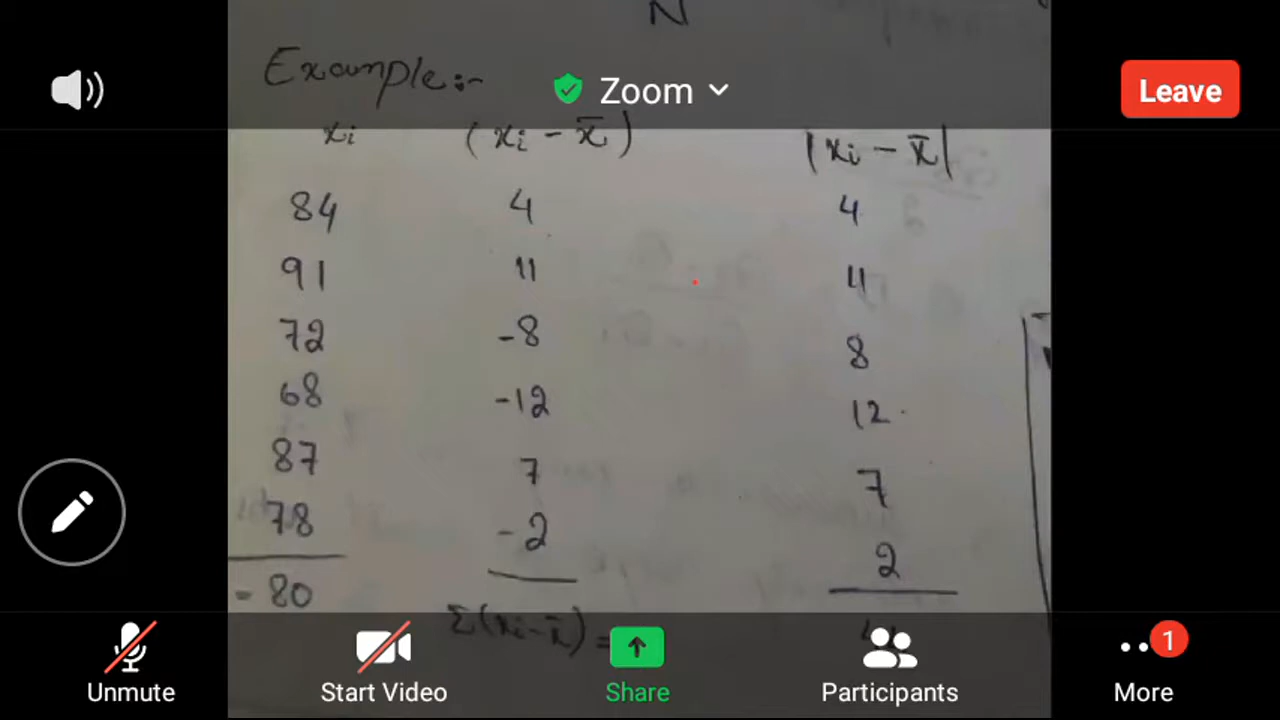 N
Example:-
Zoom
Leave
xi (xi - x̄) |xi - x̄|
84 4 4
91 11 11
72 -8 8
68 -12 12
87 7 7
78 -2 2
= 80
Σ(xi - x̄) =
1
Unmute Start Video Share Participants More